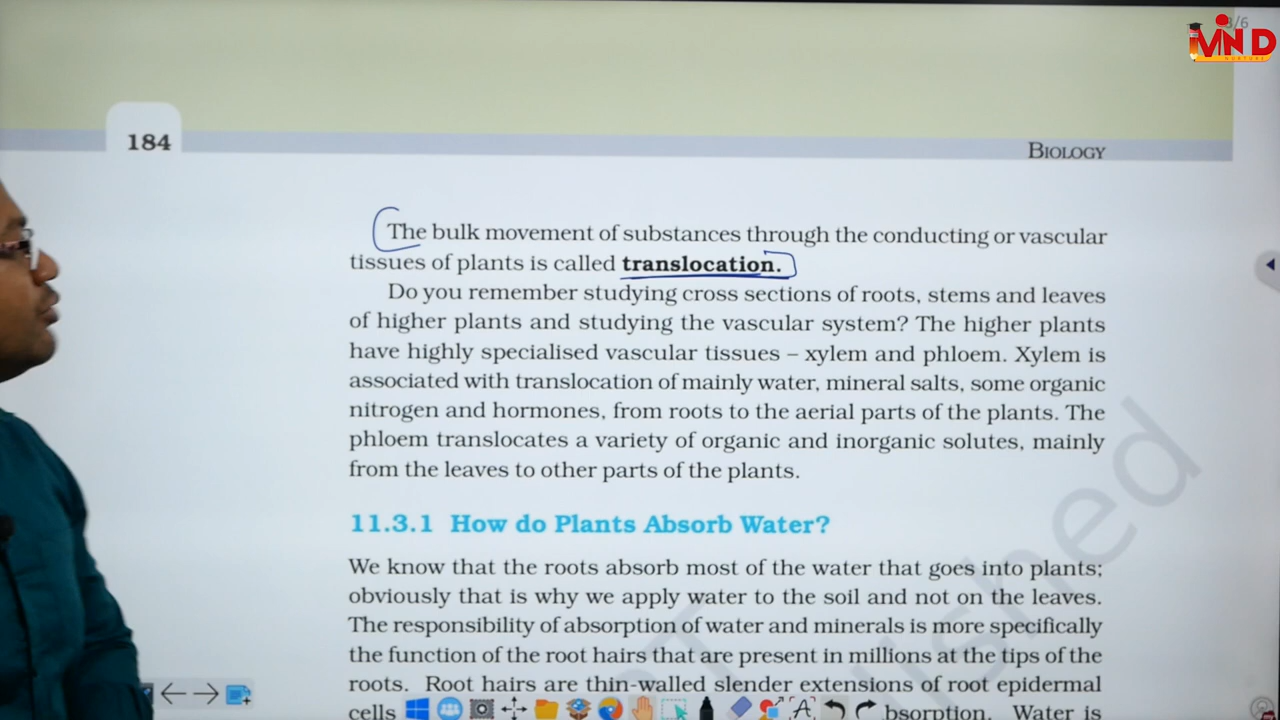 3/6
MIND
184
BIOLOGY
The bulk movement of substances through the conducting or vascular
tissues of plants is called translocation.
Do you remember studying cross sections of roots, stems and leaves
of higher plants and studying the vascular system? The higher plants
have highly specialised vascular tissues – xylem and phloem. Xylem is
associated with translocation of mainly water, mineral salts, some organic
nitrogen and hormones, from roots to the aerial parts of the plants. The
phloem translocates a variety of organic and inorganic solutes, mainly
from the leaves to other parts of the plants.
11.3.1 How do Plants Absorb Water?
We know that the roots absorb most of the water that goes into plants;
obviously that is why we apply water to the soil and not on the leaves.
The responsibility of absorption of water and minerals is more specifically
the function of the root hairs that are present in millions at the tips of the
roots. Root hairs are thin-walled slender extensions of root epidermal
cells bsorption. Water is